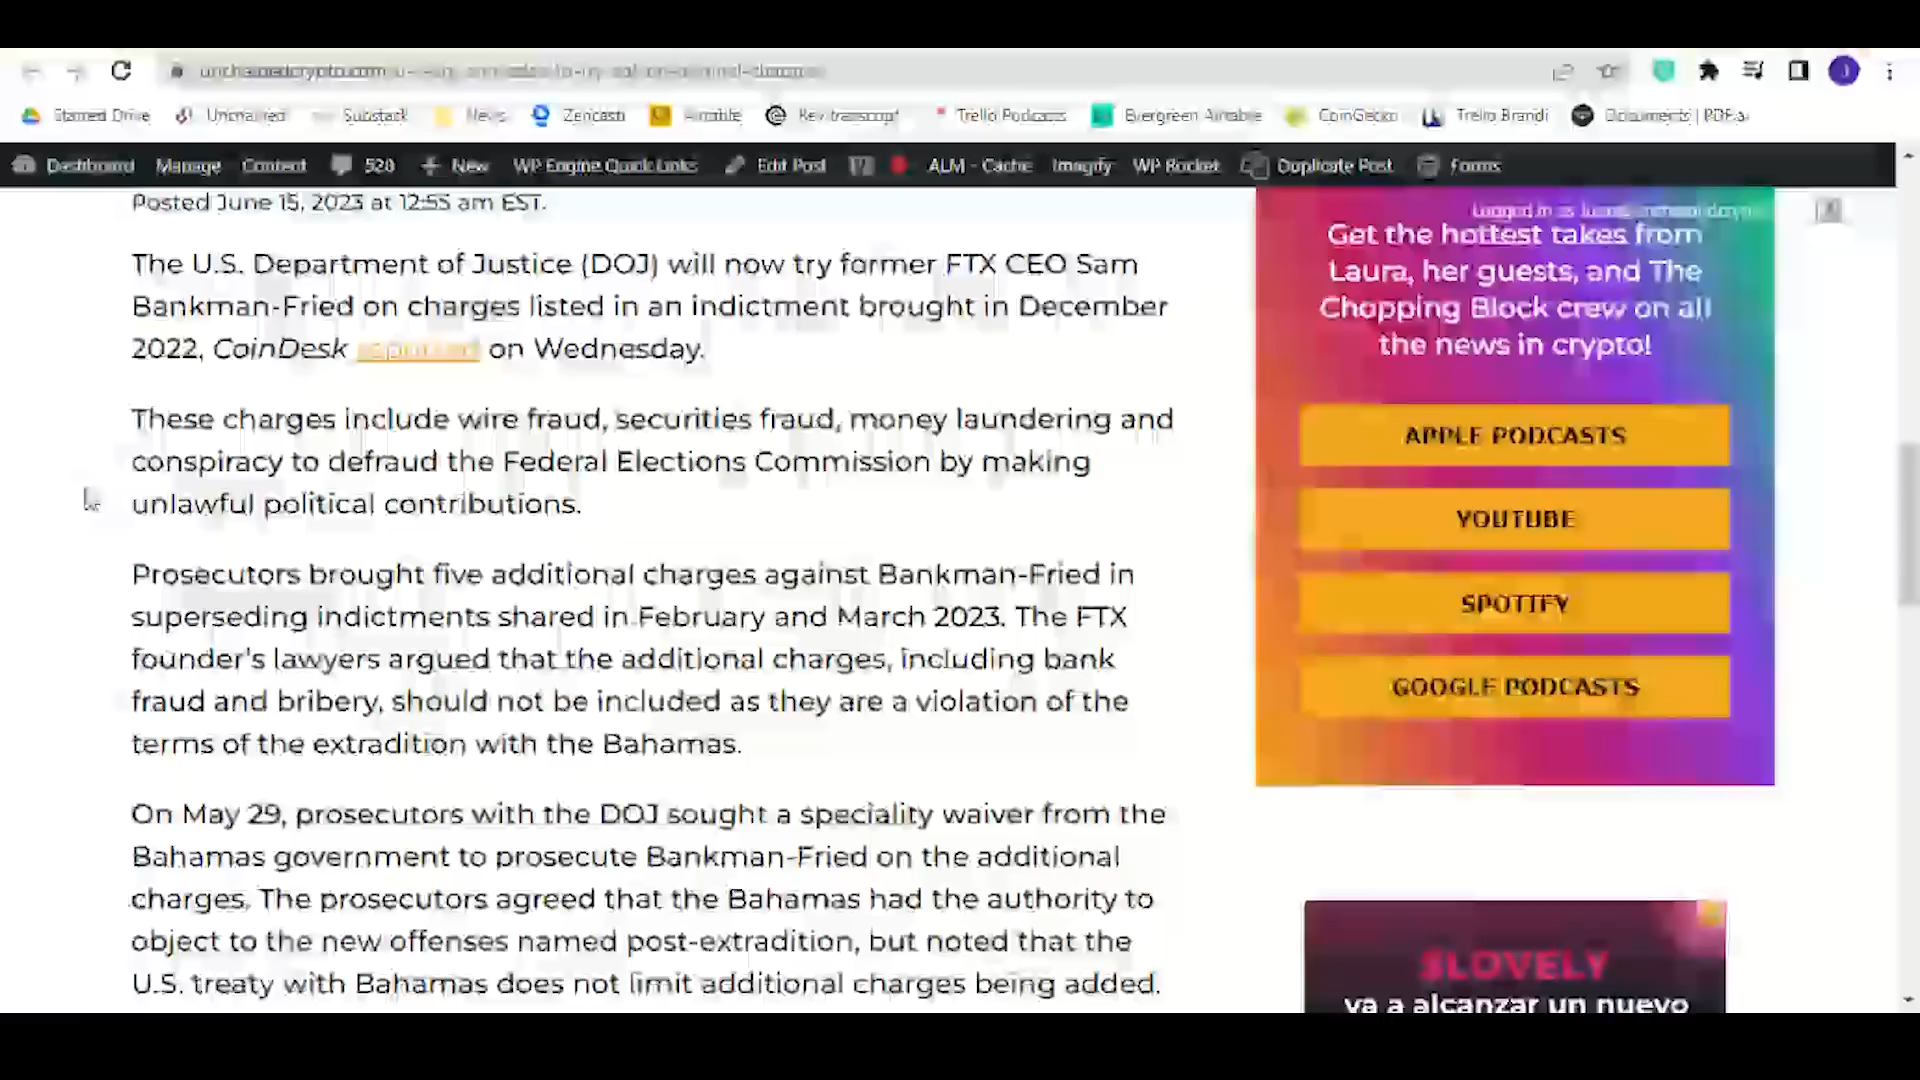 Starred Drive Unchained Substack News Zencastr Airtable Rev transcript Trello Podcasts Evergreen Airtable CoinGecko Trello Brandi Documents | PDF.a
Dashboard Manage Content 520 New WP Engine Quick Links Edit Post ALM - Cache Imagify WP Rocket Duplicate Post Forms
Posted June 15, 2023 at 12:55 am EST.
The U.S. Department of Justice (DOJ) will now try former FTX CEO Sam
Bankman-Fried on charges listed in an indictment brought in December
2022, CoinDesk reported on Wednesday.
These charges include wire fraud, securities fraud, money laundering and
conspiracy to defraud the Federal Elections Commission by making
unlawful political contributions.
Prosecutors brought five additional charges against Bankman-Fried in
superseding indictments shared in February and March 2023. The FTX
founder's lawyers argued that the additional charges, including bank
fraud and bribery, should not be included as they are a violation of the
terms of the extradition with the Bahamas.
On May 29, prosecutors with the DOJ sought a speciality waiver from the
Bahamas government to prosecute Bankman-Fried on the additional
charges. The prosecutors agreed that the Bahamas had the authority to
object to the new offenses named post-extradition, but noted that the
U.S. treaty with Bahamas does not limit additional charges being added.
Logged in as
Get the hottest takes from
Laura, her guests, and The
Chopping Block crew on all
the news in crypto!
APPLE PODCASTS
YOUTUBE
SPOTIFY
GOOGLE PODCASTS
$LOVELY
va a alcanzar un nuevo